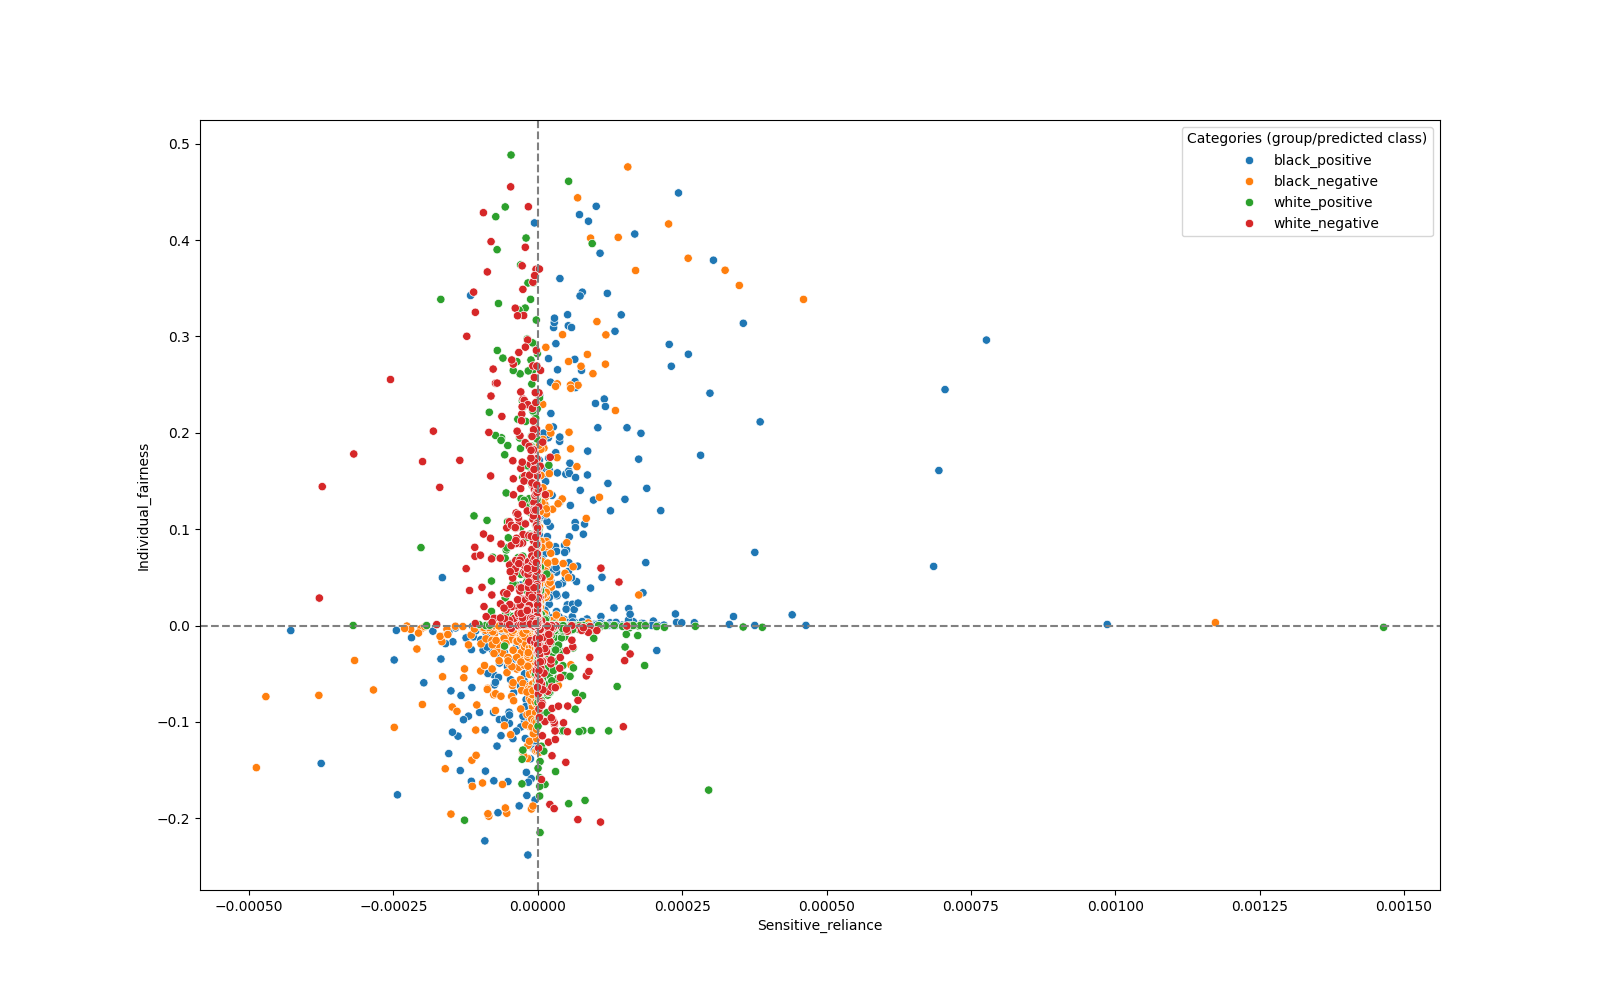 Categories (group/predicted class)
black_positive
black_negative
white_positive
white_negative
0.5
0.4
0.3
0.2
0.1
0.0
−0.1
−0.2
Individual_fairness
−0.00050
−0.00025
0.00000
0.00025
0.00050
0.00075
0.00100
0.00125
0.00150
Sensitive_reliance